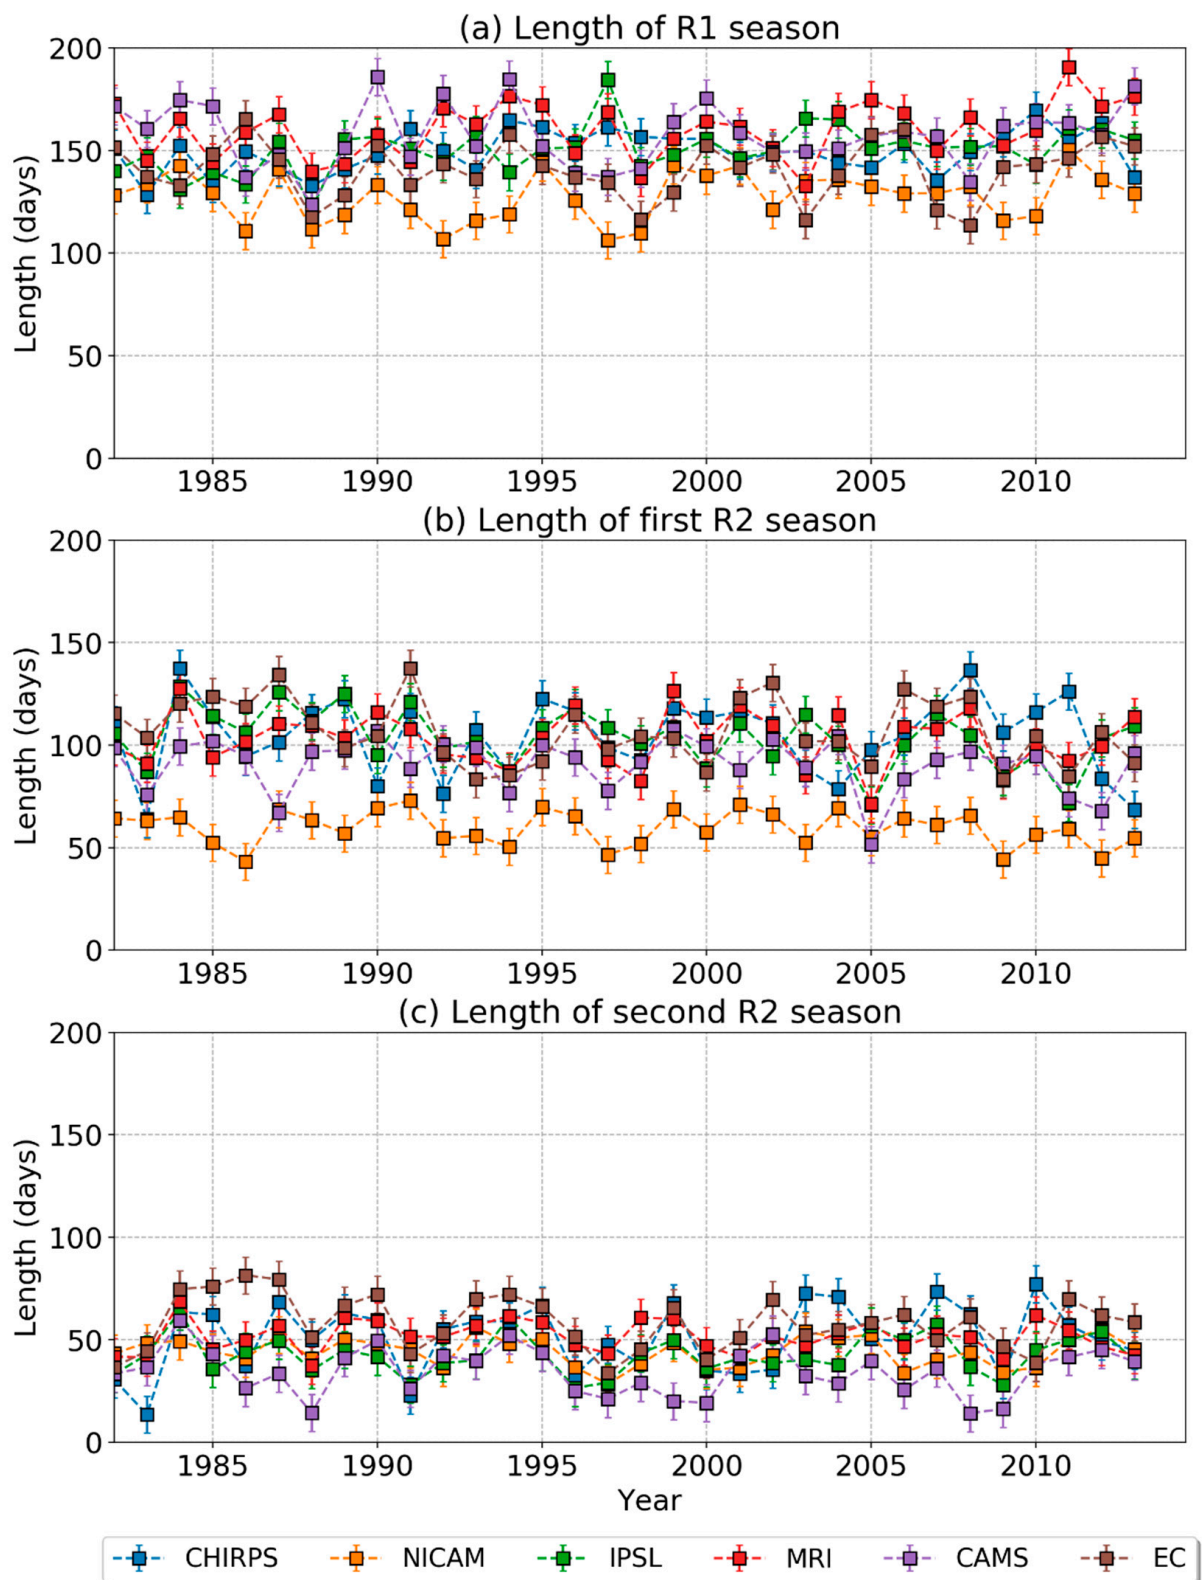 (a) Length of R1 season
200
150
100
50
0
Length (days)
1985 1990 1995 2000 2005 2010
(b) Length of first R2 season
200
150
100
50
0
Length (days)
1985 1990 1995 2000 2005 2010
(c) Length of second R2 season
200
150
100
50
0
Length (days)
1985 1990 1995 2000 2005 2010
Year
CHIRPS NICAM IPSL MRI CAMS EC